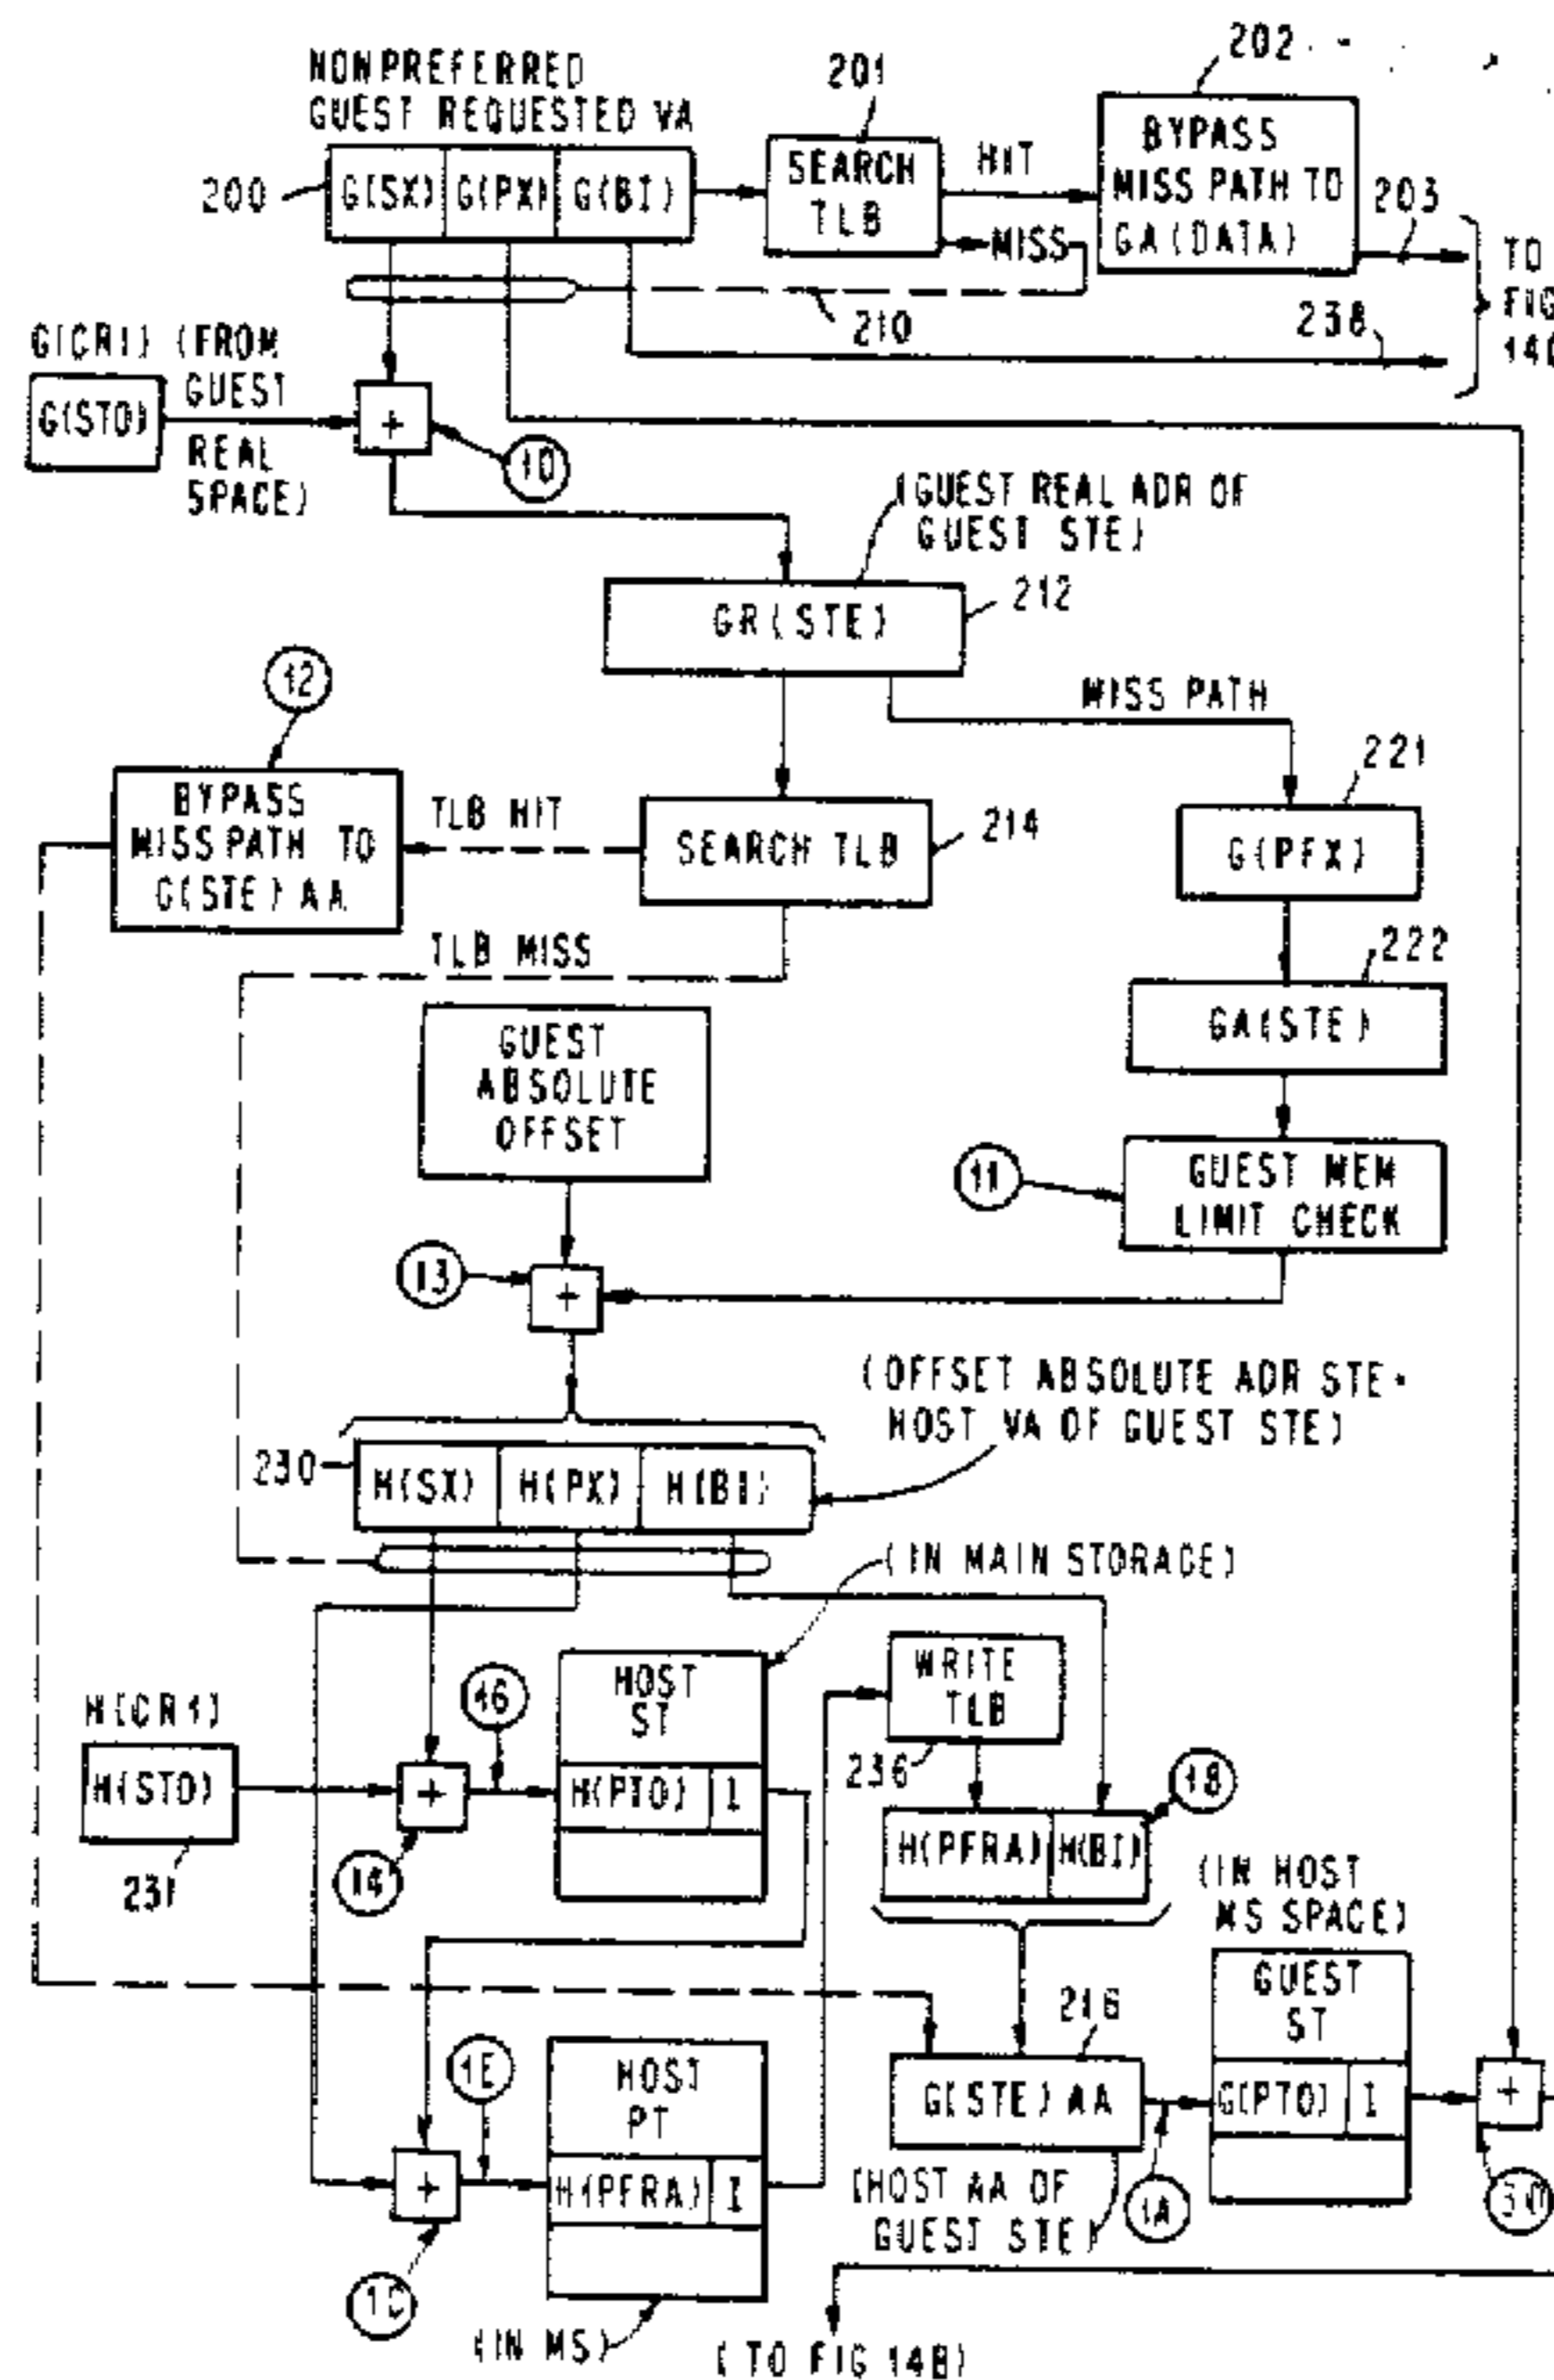 NONPREFERRED
GUEST REQUESTED VA
200
G(SX) G(PX) G(BI)
201
SEARCH
TLB
HIT
MISS
202
BYPASS
MISS PATH TO
GA(DATA)
203
TO
FIG
238
210
G(CR1) (FROM
GUEST
REAL
SPACE)
G(STO)
+
10
(GUEST REAL ADR OF
GUEST STE)
GR(STE)
212
MISS PATH
12
BYPASS
MISS PATH TO
G(STE) AA
TLB HIT
SEARCH TLB
214
221
G(PFX)
TLB MISS
222
GA(STE)
GUEST
ABSOLUTE
OFFSET
11
GUEST MEM
LIMIT CHECK
13
+
(OFFSET ABSOLUTE ADR STE=
HOST VA OF GUEST STE)
230
H(SX) H(PX) H(BI)
(IN MAIN STORAGE)
H(CR1)
H(STO)
231
+
14
16
HOST
ST
H(PTO) I
WRITE
TLB
236
H(PFRA) H(BI)
18
(IN HOST
MS SPACE)
GUEST
ST
G(PTO) I
216
G(STE) AA
1A
+
30
(HOST AA OF
GUEST STE)
1E
HOST
PT
H(PFRA) I
+
1C
(IN MS)
(TO FIG 14B)